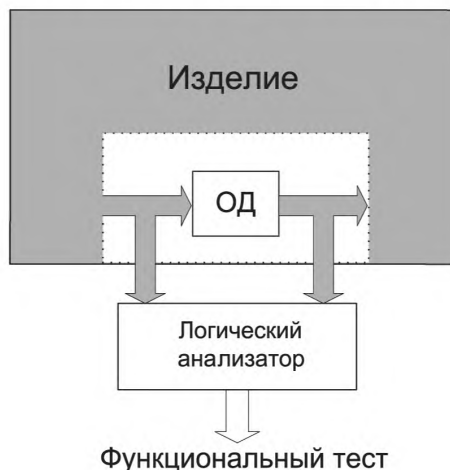 Изделие
ОД
Логический
анализатор
Функциональный тест